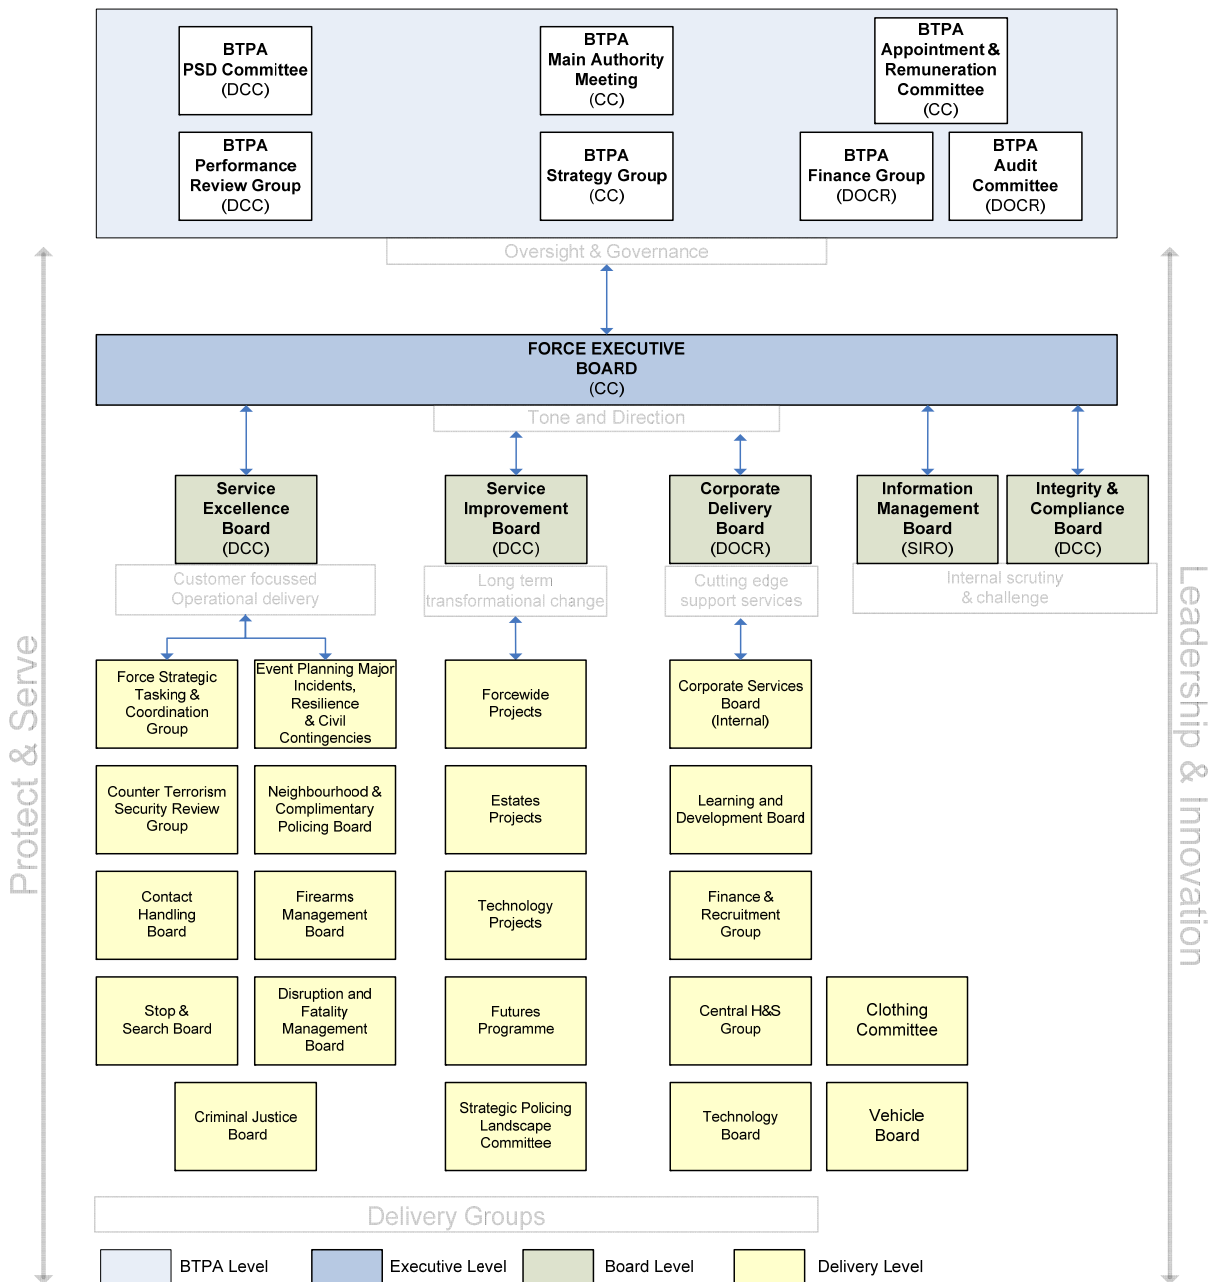 BTPA
PSD Committee
(DCC)
BTPA
Main Authority
Meeting
(CC)
BTPA
Appointment &
Remuneration
Committee
(CC)
BTPA
Performance
Review Group
(DCC)
BTPA
Strategy Group
(CC)
BTPA
Finance Group
(DOCR)
BTPA
Audit
Committee
(DOCR)
Oversight & Governance
FORCE EXECUTIVE
BOARD
(CC)
Tone and Direction
Service
Excellence
Board
(DCC)
Service
Improvement
Board
(DCC)
Corporate
Delivery
Board
(DOCR)
Information
Management
Board
(SIRO)
Integrity &
Compliance
Board
(DCC)
Customer focussed
Operational delivery
Long term
transformational change
Cutting edge
support services
Internal scrutiny
& challenge
Protect & Serve
Leadership & Innovation
Force Strategic
Tasking &
Coordination
Group
Event Planning Major
Incidents,
Resilience
& Civil
Contingencies
Forcewide
Projects
Corporate Services
Board
(Internal)
Counter Terrorism
Security Review
Group
Neighbourhood &
Complimentary
Policing Board
Estates
Projects
Learning and
Development Board
Contact
Handling
Board
Firearms
Management
Board
Technology
Projects
Finance &
Recruitment
Group
Stop &
Search Board
Disruption and
Fatality
Management
Board
Futures
Programme
Central H&S
Group
Clothing
Committee
Criminal Justice
Board
Strategic Policing
Landscape
Committee
Technology
Board
Vehicle
Board
Delivery Groups
BTPA Level
Executive Level
Board Level
Delivery Level